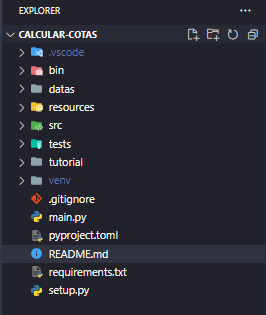 EXPLORER
CALCULAR-COTAS
.vscode
bin
datas
resources
src
tests
tutorial
venv
.gitignore
main.py
pyproject.toml
README.md
requirements.txt
setup.py